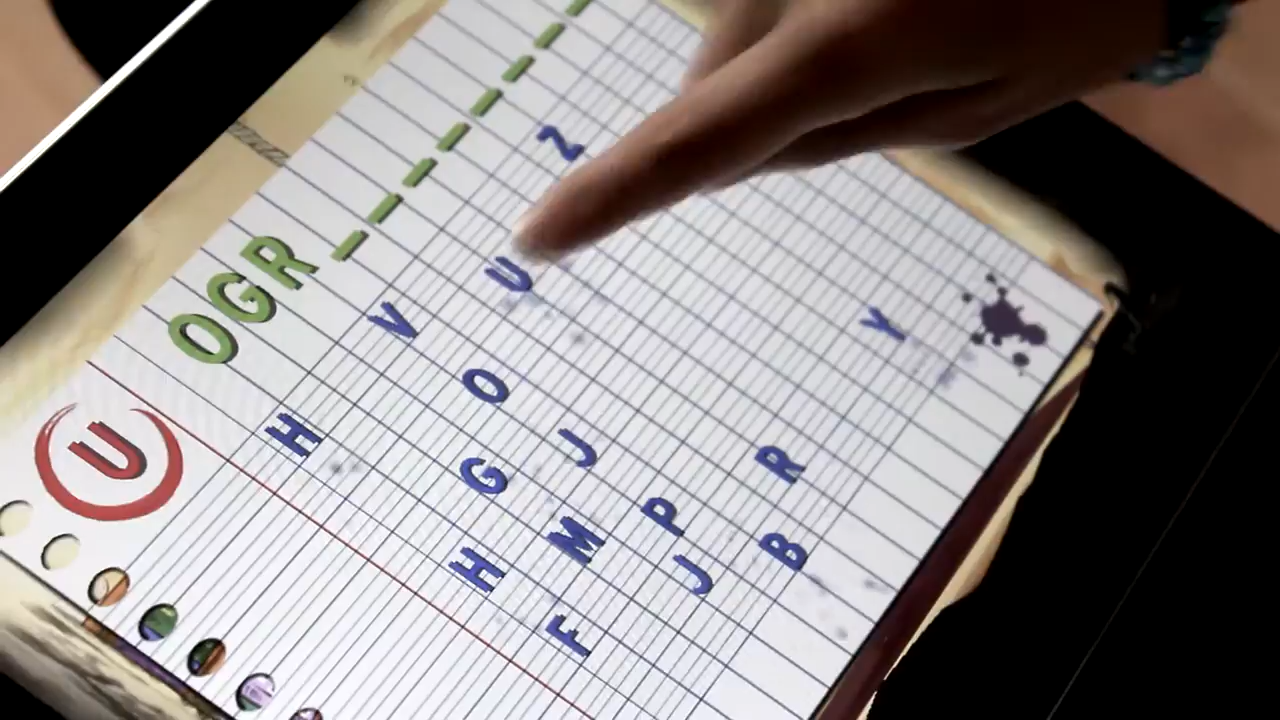 U OGR _ _ _ _ _ _ _ _
H V Z
U
O
G
H J
M
F P Y
J R
B